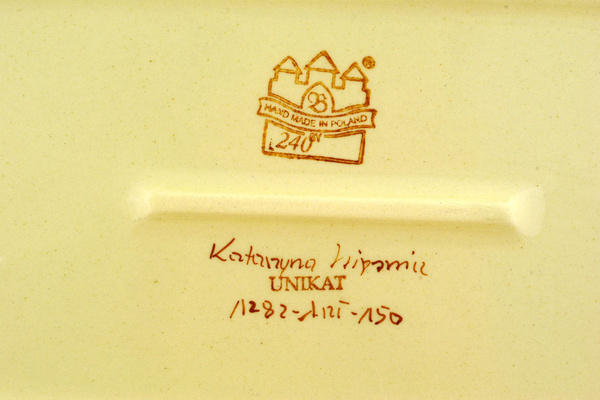 ®
HAND MADE IN POLAND
240
Katarzyna
UNIKAT
1282-ART-150